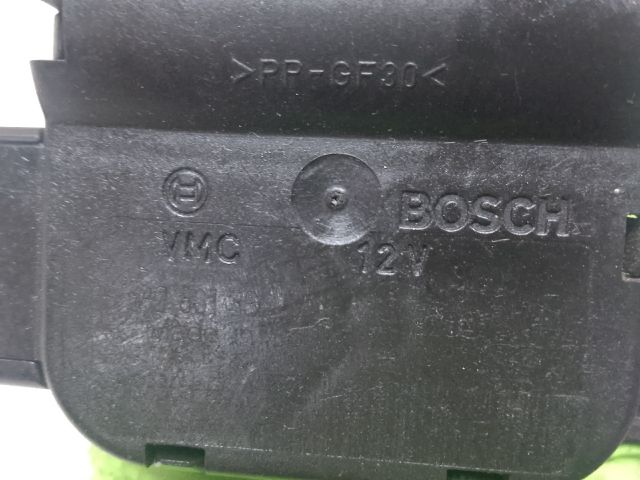 >PP-GF30<
BOSCH
VMC 12V